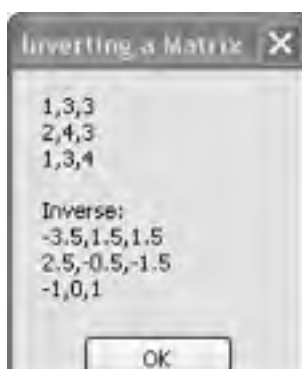 Inverting a Matrix
1,3,3
2,4,3
1,3,4
Inverse:
-3.5,1.5,1.5
2.5,-0.5,-1.5
-1,0,1
OK